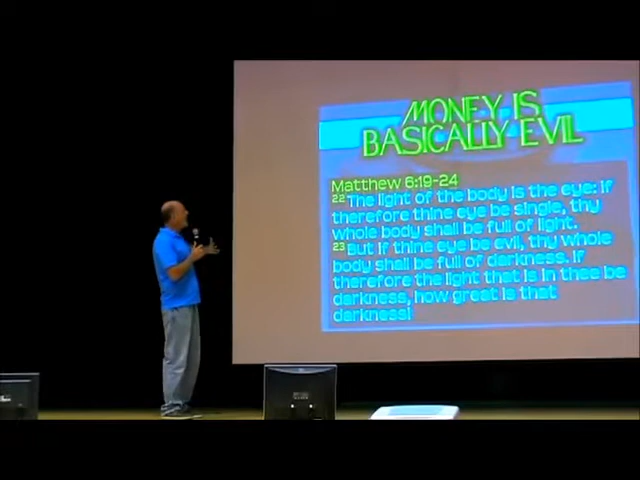 MONEY IS
BASICALLY EVIL
Matthew 6:19-24
22 The light of the body is the eye: if
therefore thine eye be single, thy
whole body shall be full of light.
23 But if thine eye be evil, thy whole
body shall be full of darkness. If
therefore the light that is in thee be
darkness, how great is that
darkness!